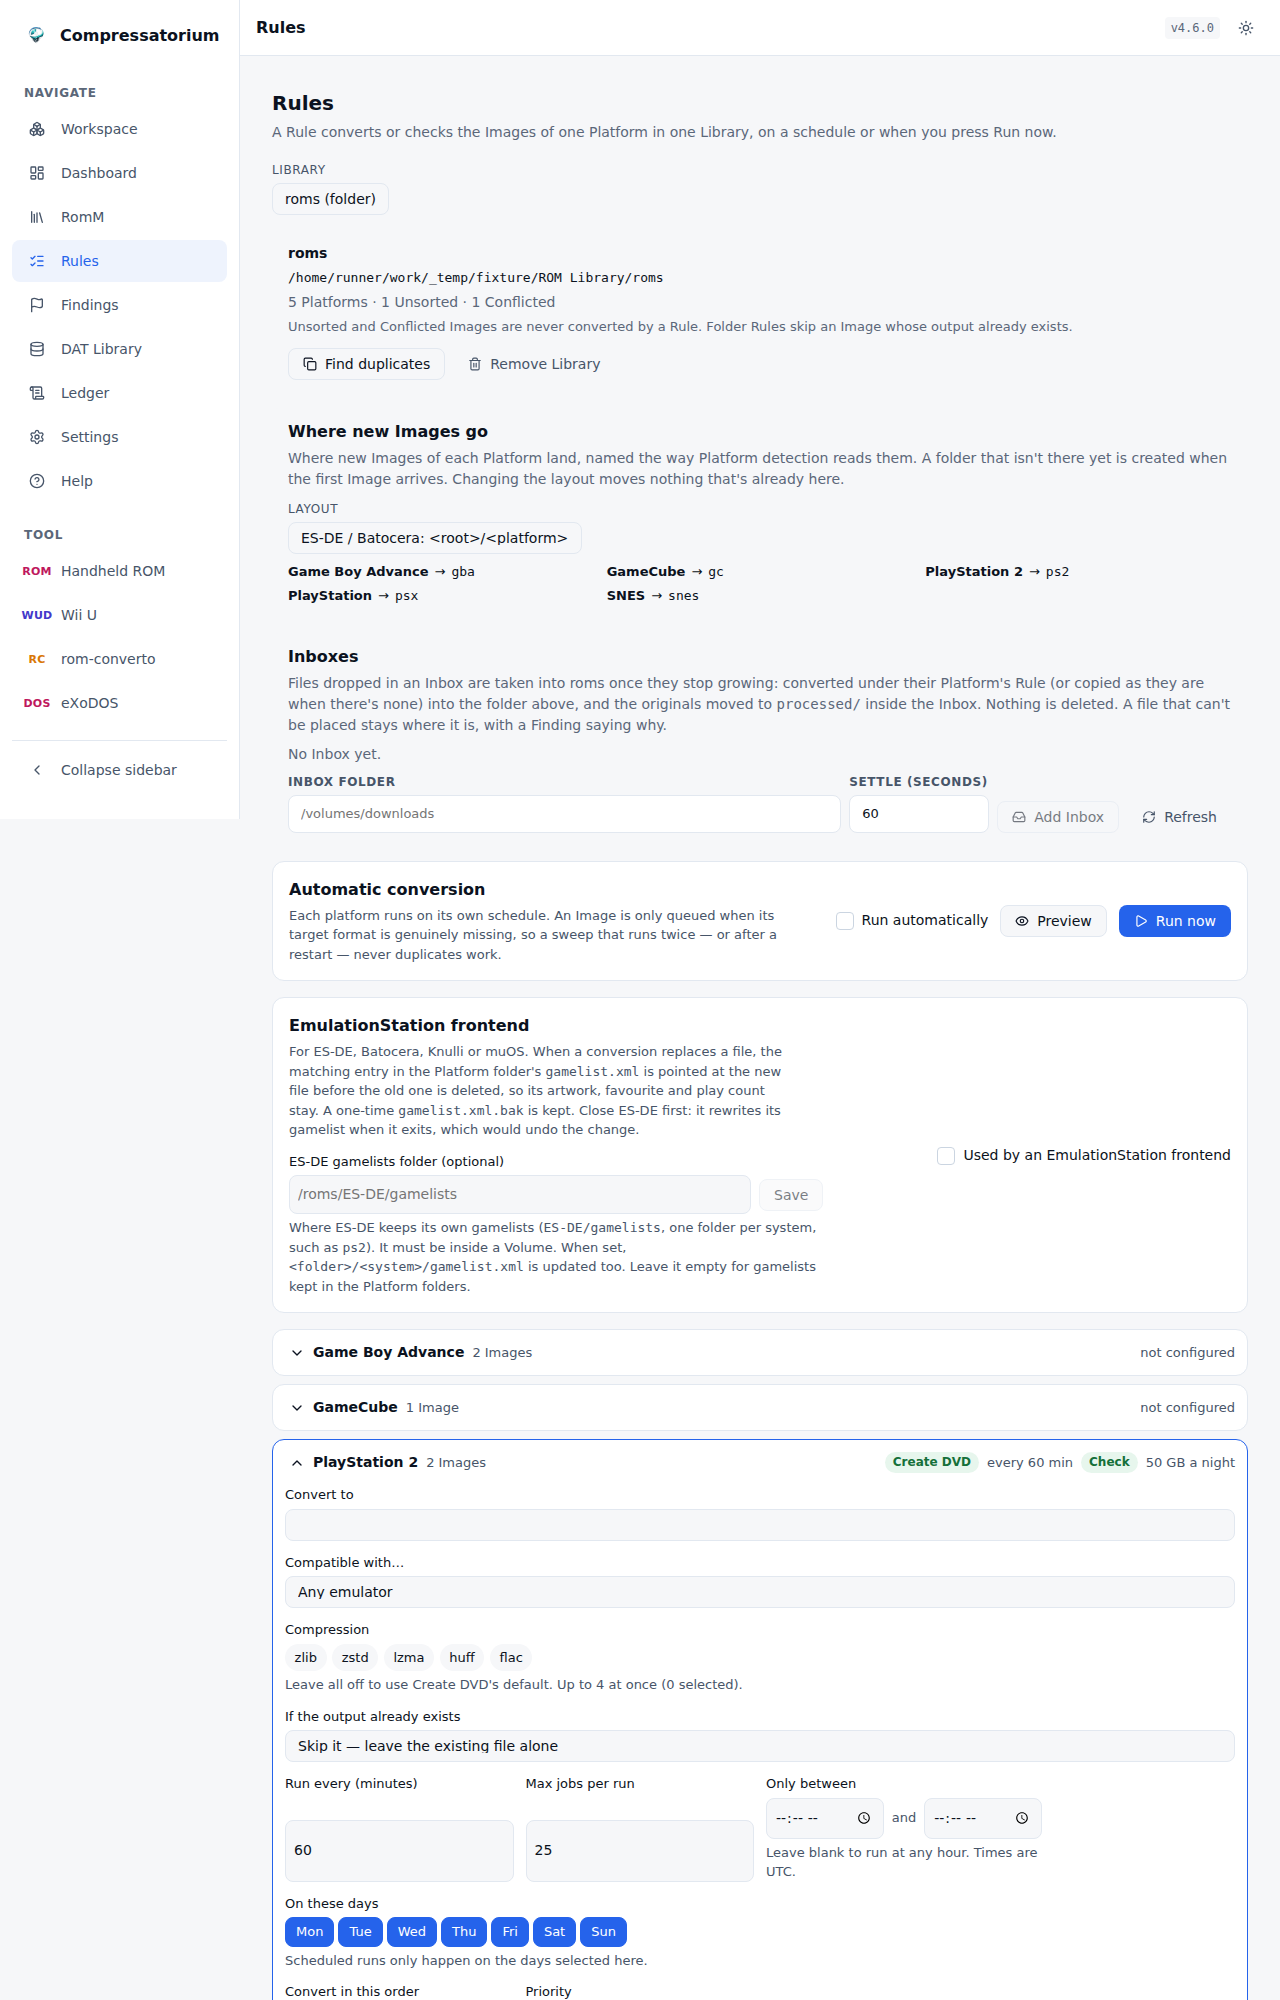 Compressatorium
Rules
v4.6.0
NAVIGATE
Workspace
Dashboard
RomM
Rules
Findings
DAT Library
Ledger
Settings
Help
TOOL
ROM Handheld ROM
WUD Wii U
RC rom-converto
DOS eXoDOS
Collapse sidebar
Rules
A Rule converts or checks the Images of one Platform in one Library, on a schedule or when you press Run now.
LIBRARY
roms (folder)
roms
/home/runner/work/_temp/fixture/ROM Library/roms
5 Platforms · 1 Unsorted · 1 Conflicted
Unsorted and Conflicted Images are never converted by a Rule. Folder Rules skip an Image whose output already exists.
Find duplicates
Remove Library
Where new Images go
Where new Images of each Platform land, named the way Platform detection reads them. A folder that isn't there yet is created when
the first Image arrives. Changing the layout moves nothing that's already here.
LAYOUT
ES-DE / Batocera: <root>/<platform>
Game Boy Advance → gba
GameCube → gc
PlayStation 2 → ps2
PlayStation → psx
SNES → snes
Inboxes
Files dropped in an Inbox are taken into roms once they stop growing: converted under their Platform's Rule (or copied as they are
when there's none) into the folder above, and the originals moved to processed/ inside the Inbox. Nothing is deleted. A file that can't
be placed stays where it is, with a Finding saying why.
No Inbox yet.
INBOX FOLDER
SETTLE (SECONDS)
/volumes/downloads
60
Add Inbox
Refresh
Automatic conversion
Each platform runs on its own schedule. An Image is only queued when its
target format is genuinely missing, so a sweep that runs twice — or after a
restart — never duplicates work.
Run automatically
Preview
Run now
EmulationStation frontend
For ES-DE, Batocera, Knulli or muOS. When a conversion replaces a file, the
matching entry in the Platform folder's gamelist.xml is pointed at the new
file before the old one is deleted, so its artwork, favourite and play count
stay. A one-time gamelist.xml.bak is kept. Close ES-DE first: it rewrites its
gamelist when it exits, which would undo the change.
ES-DE gamelists folder (optional)
/roms/ES-DE/gamelists
Save
Where ES-DE keeps its own gamelists (ES-DE/gamelists, one folder per system,
such as ps2). It must be inside a Volume. When set,
<folder>/<system>/gamelist.xml is updated too. Leave it empty for gamelists
kept in the Platform folders.
Used by an EmulationStation frontend
Game Boy Advance 2 Images
not configured
GameCube 1 Image
not configured
PlayStation 2 2 Images
Create DVD every 60 min Check 50 GB a night
Convert to
Compatible with…
Any emulator
Compression
zlib zstd lzma huff flac
Leave all off to use Create DVD's default. Up to 4 at once (0 selected).
If the output already exists
Skip it — leave the existing file alone
Run every (minutes)
Max jobs per run
Only between
60
25
--:-- -- and --:-- --
Leave blank to run at any hour. Times are
UTC.
On these days
Mon Tue Wed Thu Fri Sat Sun
Scheduled runs only happen on the days selected here.
Convert in this order
Priority